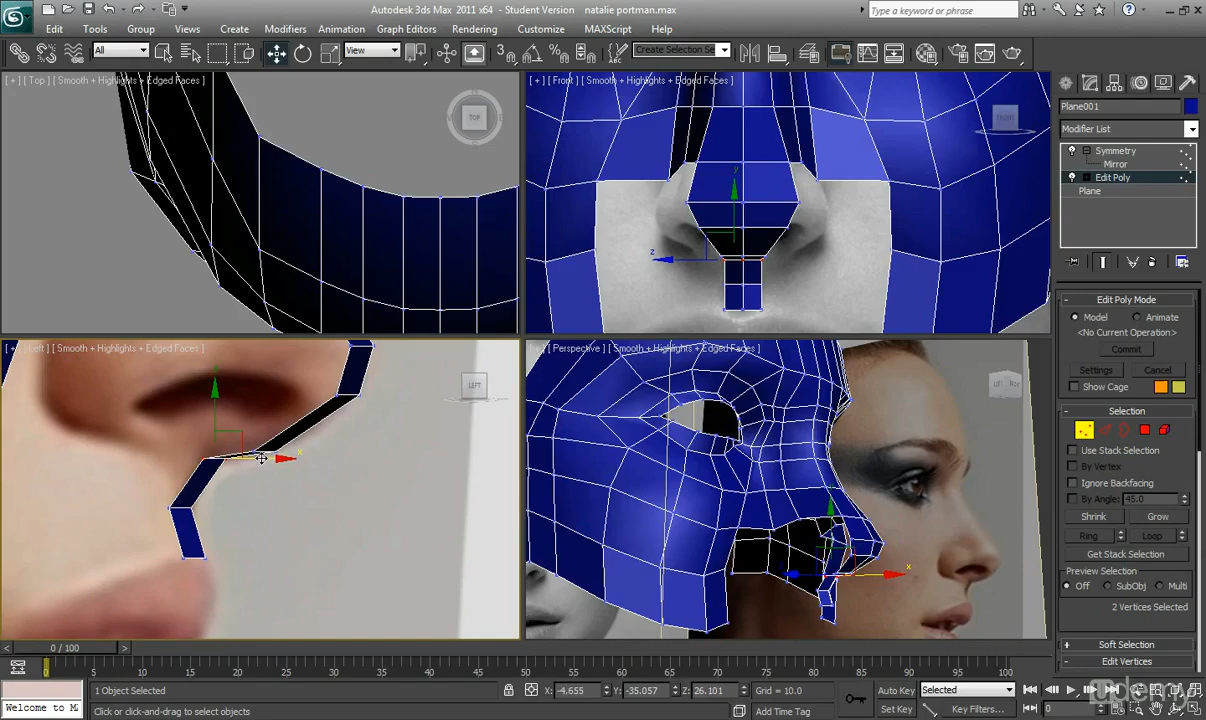 Autodesk 3ds Max 2011 x64 - Student Version natalie portman.max
Type a keyword or phrase
Edit Tools Group Views Create Modifiers Animation Graph Editors Rendering Customize MAXScript Help
All View Create Selection Se
[ + ] [ Top ] [ Smooth + Highlights + Edged Faces ]
TOP
[ + ] [ Front ] [ Smooth + Highlights + Edged Faces ]
FRONT
y
z
Plane001
Modifier List
Symmetry
Mirror
Edit Poly
Plane
Edit Poly Mode
Model Animate
<No Current Operation>
Commit
Settings Cancel
Show Cage
Selection
Use Stack Selection
By Vertex
Ignore Backfacing
By Angle: 45.0
Shrink Grow
Ring Loop
Get Stack Selection
Preview Selection
Off SubObj Multi
2 Vertices Selected
Soft Selection
Edit Vertices
[ Smooth + Highlights + Edged Faces ]
LEFT
x
[ + ] [ Perspective ] [ Smooth + Highlights + Edged Faces ]
x
0 / 100
0 5 10 15 20 25 30 35 40 45 50 55 60 65 70 75 80 85 90 95 100
Welcome to M
1 Object Selected
X: -4.655 Y: -35.057 Z: 26.101 Grid = 10.0
Auto Key Selected
Click or click-and-drag to select objects
Add Time Tag
Set Key Key Filters... 0
udemy